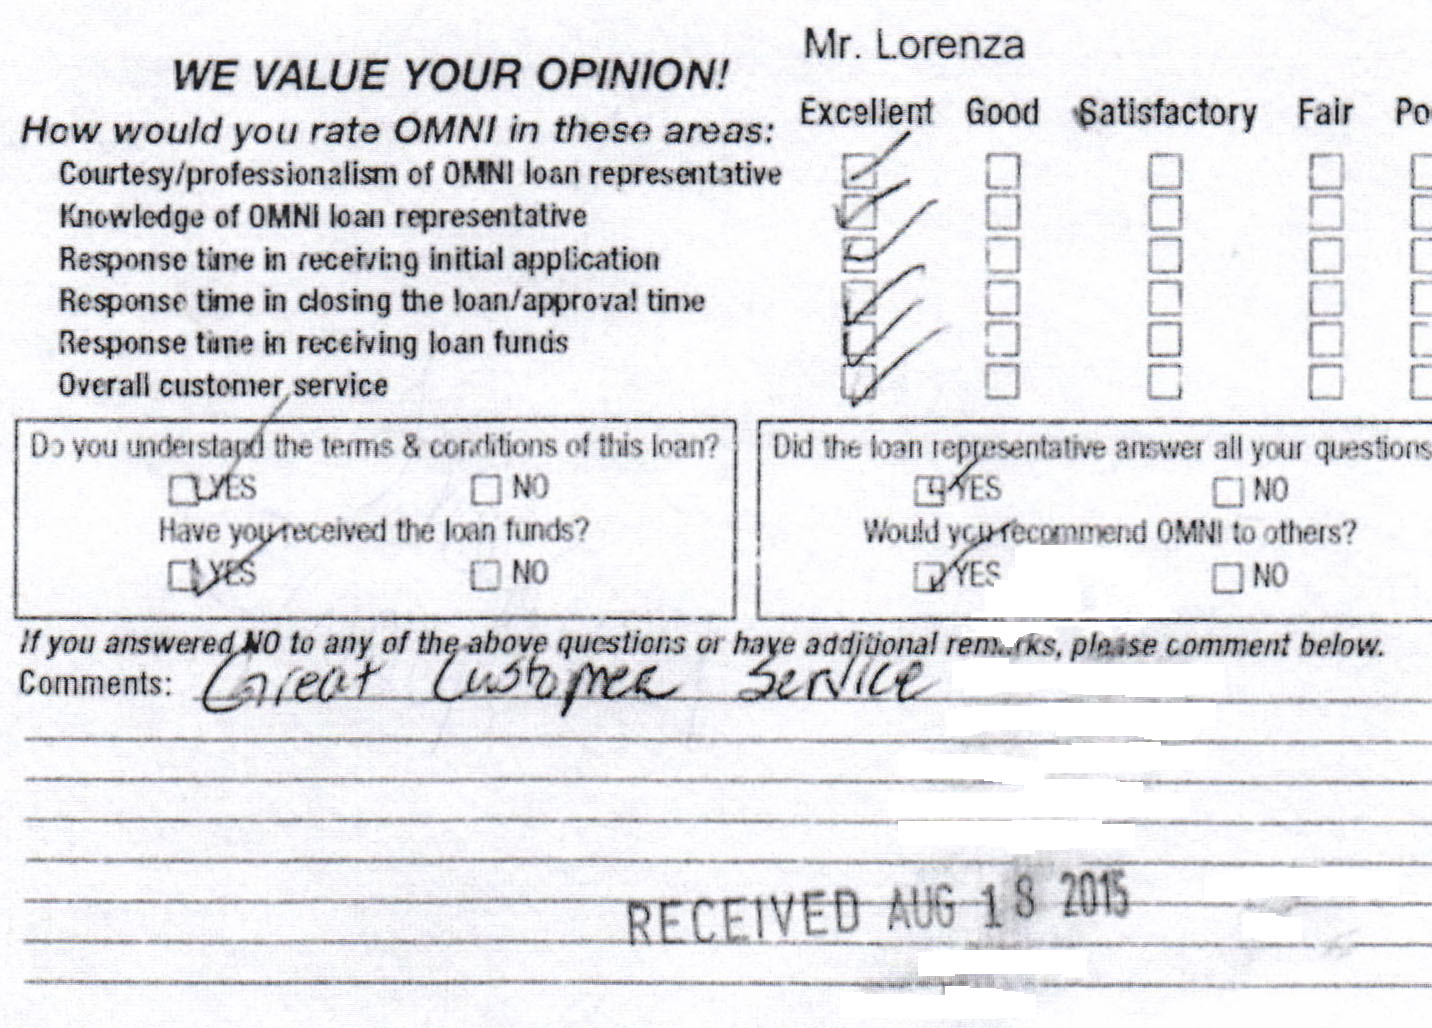 Mr. Lorenza
WE VALUE YOUR OPINION!
How would you rate OMNI in these areas:
Excellent Good Satisfactory Fair Po
Courtesy/professionalism of OMNI loan representative
Knowledge of OMNI loan representative
Response time in receiving initial application
Response time in closing the loan/approval time
Response time in receiving loan funds
Overall customer service
Do you understand the terms & conditions of this loan?
YES NO
Have you received the loan funds?
YES NO
Did the loan representative answer all your questions
YES NO
Would you recommend OMNI to others?
YES NO
If you answered NO to any of the above questions or have additional remarks, please comment below.
Comments: Great Customer Service
RECEIVED AUG 18 2015